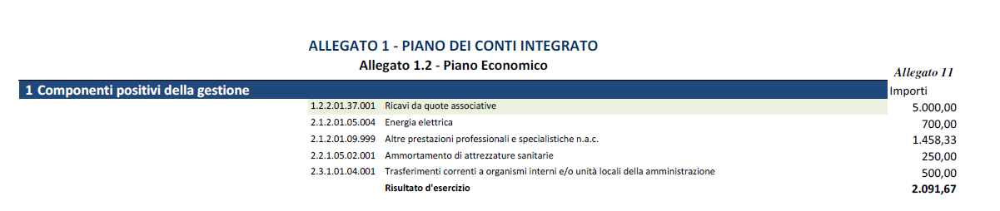 ALLEGATO 1 - PIANO DEI CONTI INTEGRATO
Allegato 1.2 - Piano Economico
Allegato 11
1 Componenti positivi della gestione Importi
1.2.2.01.37.001 Ricavi da quote associative 5.000,00
2.1.2.01.05.004 Energia elettrica 700,00
2.1.2.01.09.999 Altre prestazioni professionali e specialistiche n.a.c. 1.458,33
2.2.1.05.02.001 Ammortamento di attrezzature sanitarie 250,00
2.3.1.01.04.001 Trasferimenti correnti a organismi interni e/o unità locali della amministrazione 500,00
Risultato d'esercizio 2.091,67